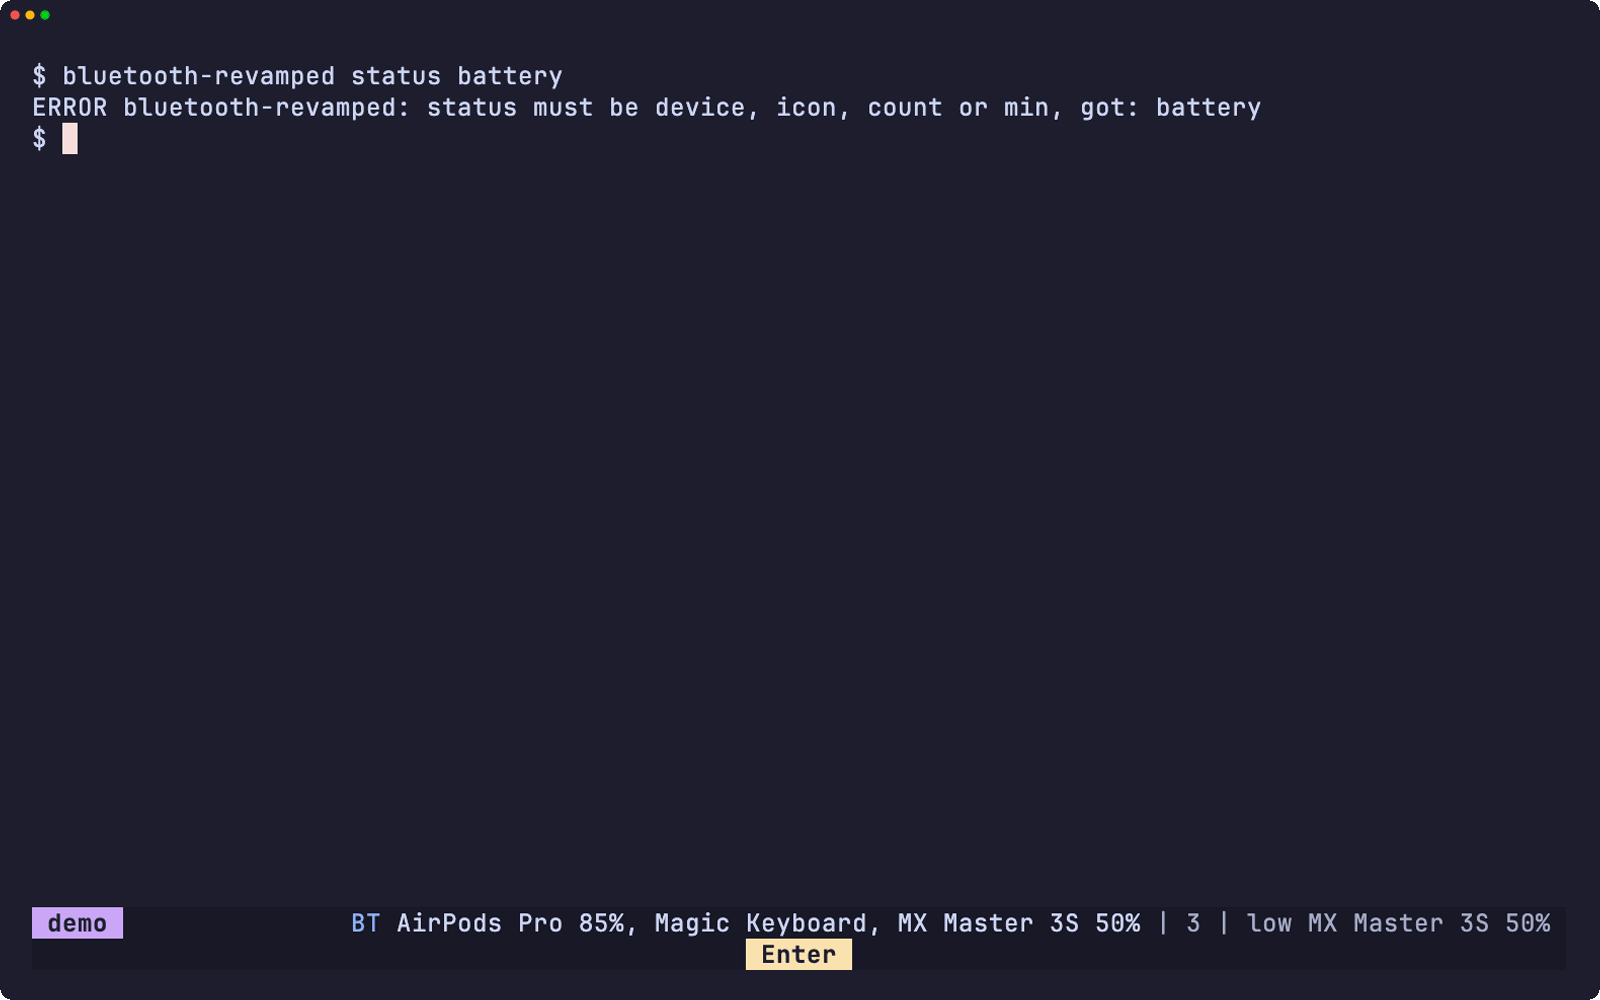 $ bluetooth-revamped status battery
ERROR bluetooth-revamped: status must be device, icon, count or min, got: battery
$
demo BT AirPods Pro 85%, Magic Keyboard, MX Master 3S 50% | 3 | low MX Master 3S 50%
Enter